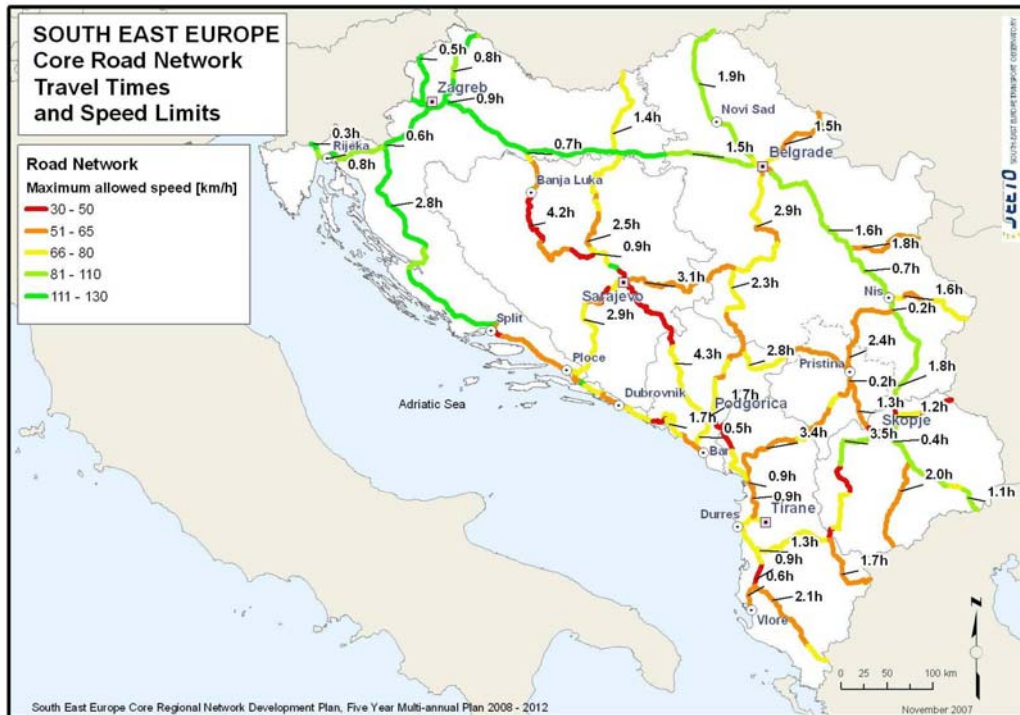 SOUTH EAST EUROPE
Core Road Network
Travel Times
and Speed Limits
Road Network
Maximum allowed speed [km/h]
30 - 50
51 - 65
66 - 80
81 - 110
111 - 130
SEETO
SOUTH EAST EUROPE TRANSPORT OBSERVATORY
0.5h
0.8h
Zagreb
0.9h
1.9h
Novi Sad
1.4h
1.5h
0.3h
Rijeka
0.6h
0.8h
0.7h
1.5h
Belgrade
Banja Luka
2.8h
4.2h
2.5h
2.9h
0.9h
1.6h
1.8h
0.7h
3.1h
2.3h
Sarajevo
Nis
1.6h
0.2h
2.9h
Split
2.4h
4.3h
2.8h
Pristina
Ploce
1.8h
0.2h
Adriatic Sea
Dubrovnik
1.7h
Podgorica
1.3h
1.2h
1.7h
0.5h
Skopje
3.4h
3.5h
0.4h
Bar
0.9h
2.0h
0.9h
1.1h
Tirane
Durres
1.3h
0.9h
0.6h
1.7h
2.1h
Vlore
N
0 25 50 100 km
South East Europe Core Regional Network Development Plan, Five Year Multi-annual Plan 2008 - 2012
November 2007